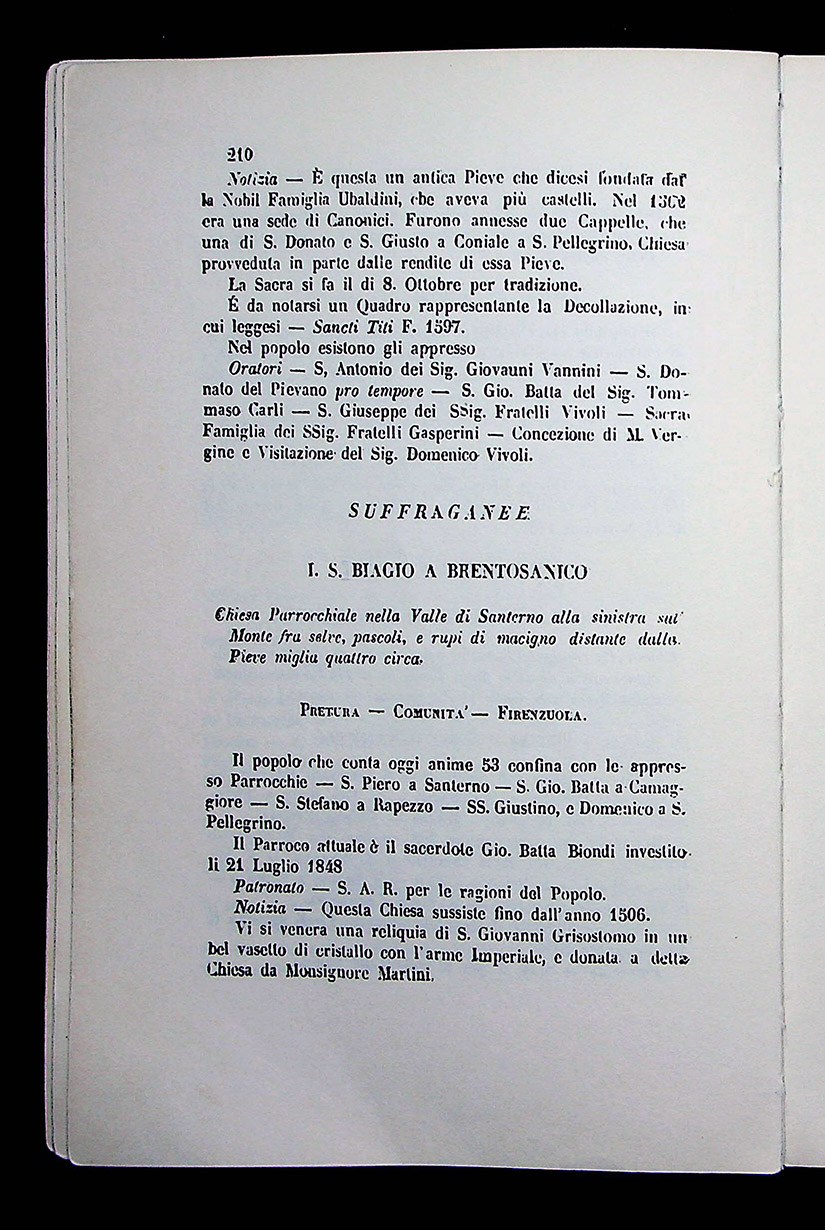 210
Notizia — È questa un antica Pieve che dicesi fondata dal
la Nobil Famiglia Ubaldini, che aveva più castelli. Nel
era una sede di Canonici. Furono annesse due Cappelle, che
una di S. Donato e S. Giusto a Coniale a S. Pellegrino, Chiesa
provveduta in parte dalle rendite di essa Pieve.
La Sacra si fa il di 8. Ottobre per tradizione.
É da notarsi un Quadro rappresentante la Decollazione, in
cui leggesi — Sancti Titi F. 1597.
Nel popolo esistono gli appresso
Oratori — S, Antonio dei Sig. Giovauni Vannini — S. Do-
nato del Pievano pro tempore — S. Gio. Batta del Sig. Tom-
maso Carli — S. Giuseppe dei SSig. Fratelli Vivoli — Sacra
Famiglia dei SSig. Fratelli Gasperini — Concezione di M. Ver-
gine e Visitazione del Sig. Domenico Vivoli.
SUFFRAGANEE
I. S. BIAGIO A BRENTOSANICO
Chiesa Parrocchiale nella Valle di Santerno alla sinistra sul
Monte fra selve, pascoli, e rupi di macigno distante dalla
Pieve miglia quattro circa.
PRETURA — COMUNITA' — FIRENZUOLA.
Il popolo che conta oggi anime 53 confina con le appres-
so Parrocchie — S. Piero a Santerno — S. Gio. Batta a Camag-
giore — S. Stefano a Rapezzo — SS. Giustino, e Domenico a S.
Pellegrino.
Il Parroco attuale è il sacerdote Gio. Batta Biondi investito
li 21 Luglio 1848
Patronato — S. A. R. per le ragioni del Popolo.
Notizia — Questa Chiesa sussiste fino dall'anno 1506.
Vi si venera una reliquia di S. Giovanni Grisostomo in un
bel vasetto di cristallo con l'arme Imperiale, e donata a detta
Chiesa da Monsignore Martini.